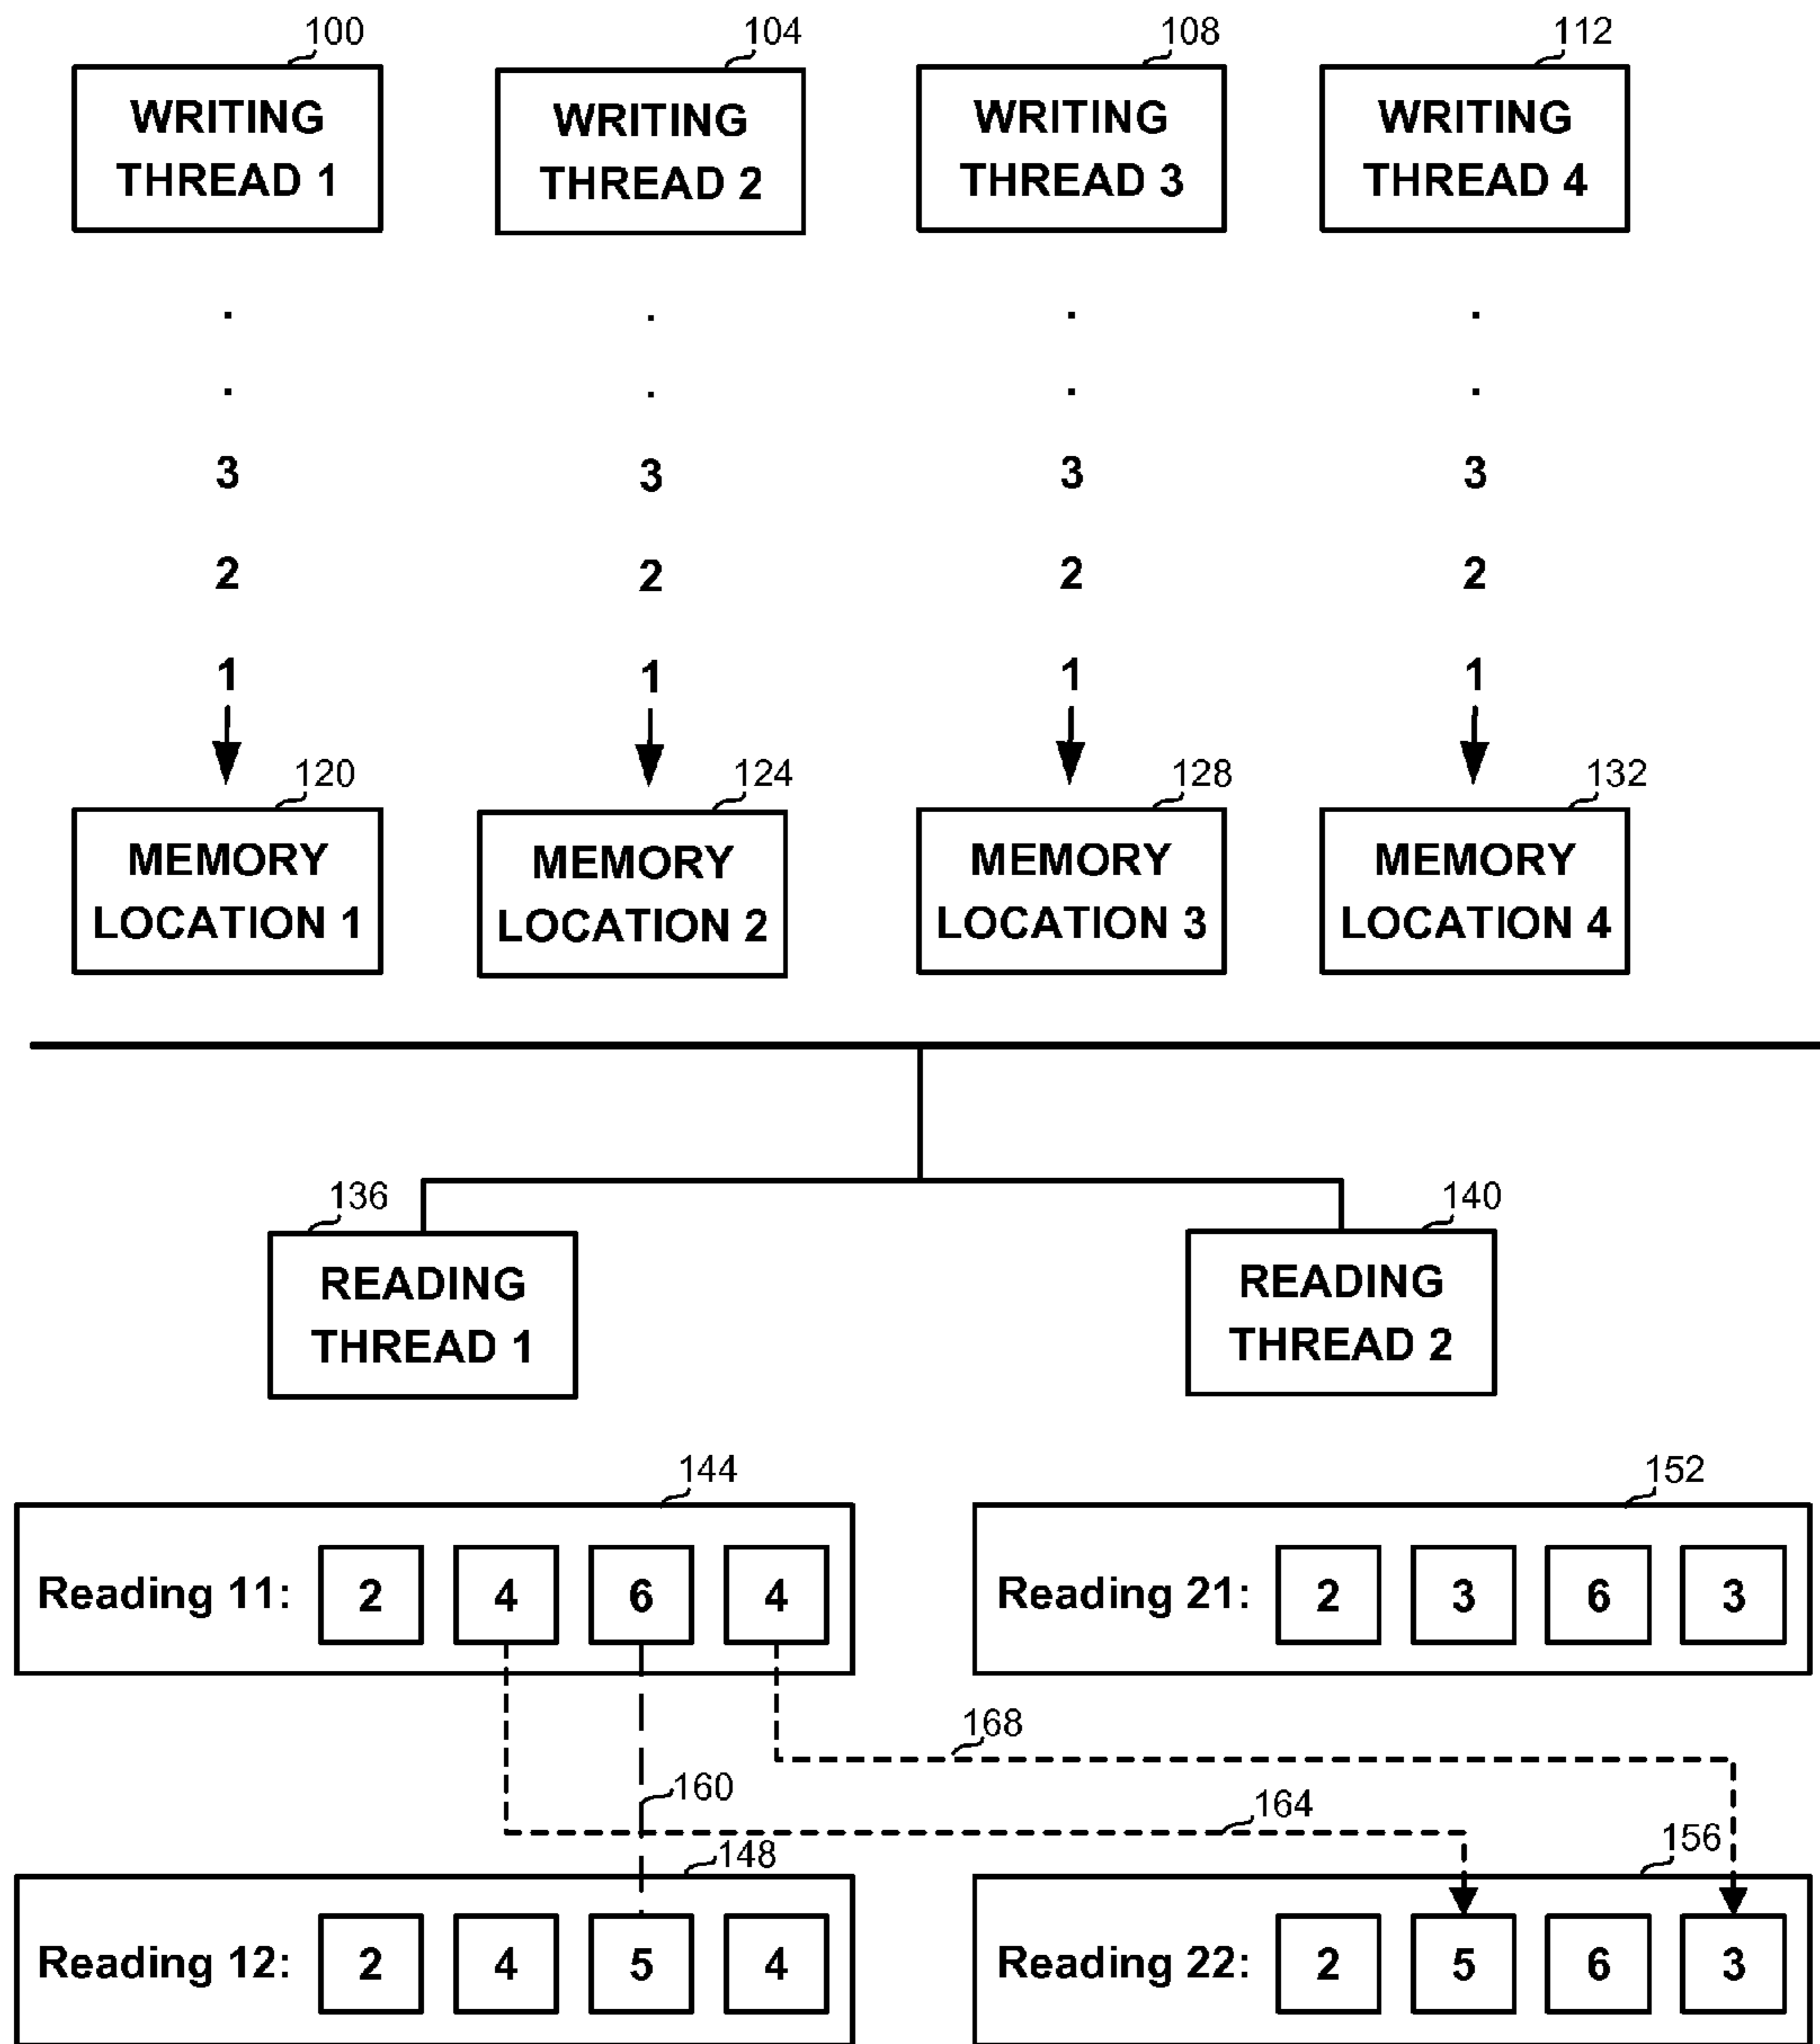 100 104 108 112
WRITING THREAD 1
WRITING THREAD 2
WRITING THREAD 3
WRITING THREAD 4
. . . .
. . . .
3 3 3 3
2 2 2 2
1 1 1 1
120 124 128 132
MEMORY LOCATION 1
MEMORY LOCATION 2
MEMORY LOCATION 3
MEMORY LOCATION 4
136 140
READING THREAD 1
READING THREAD 2
144 152
Reading 11: 2 4 6 4
Reading 21: 2 3 6 3
168
160
164
148 156
Reading 12: 2 4 5 4
Reading 22: 2 5 6 3